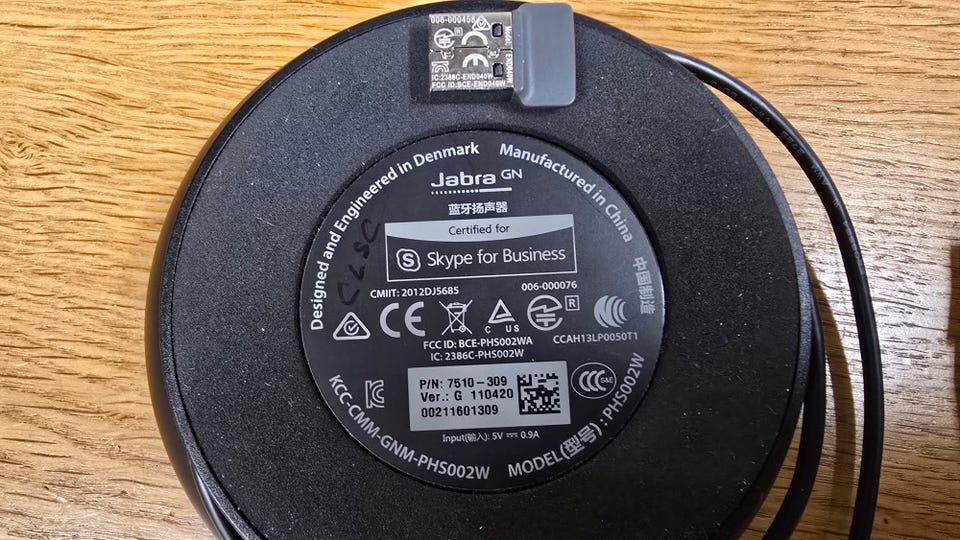 006-000458
Model: END040W
IC:2386C-END040W
FCC ID:BCE-END040W
Designed and Engineered in Denmark
Manufactured in China
中国制造
Jabra GN
蓝牙扬声器
Certified for
Skype for Business
CMIIT: 2012DJ5685
006-000076
R
C US
FCC ID: BCE-PHS002WA
IC: 2386C-PHS002W
CCAH13LP0050T1
P/N: 7510-309
Ver.: G 110420
00211601309
S&E
Input(输入): 5V 0.9A
KCC-CMM-GNM-PHS002W
MODEL(型号): PHS002W